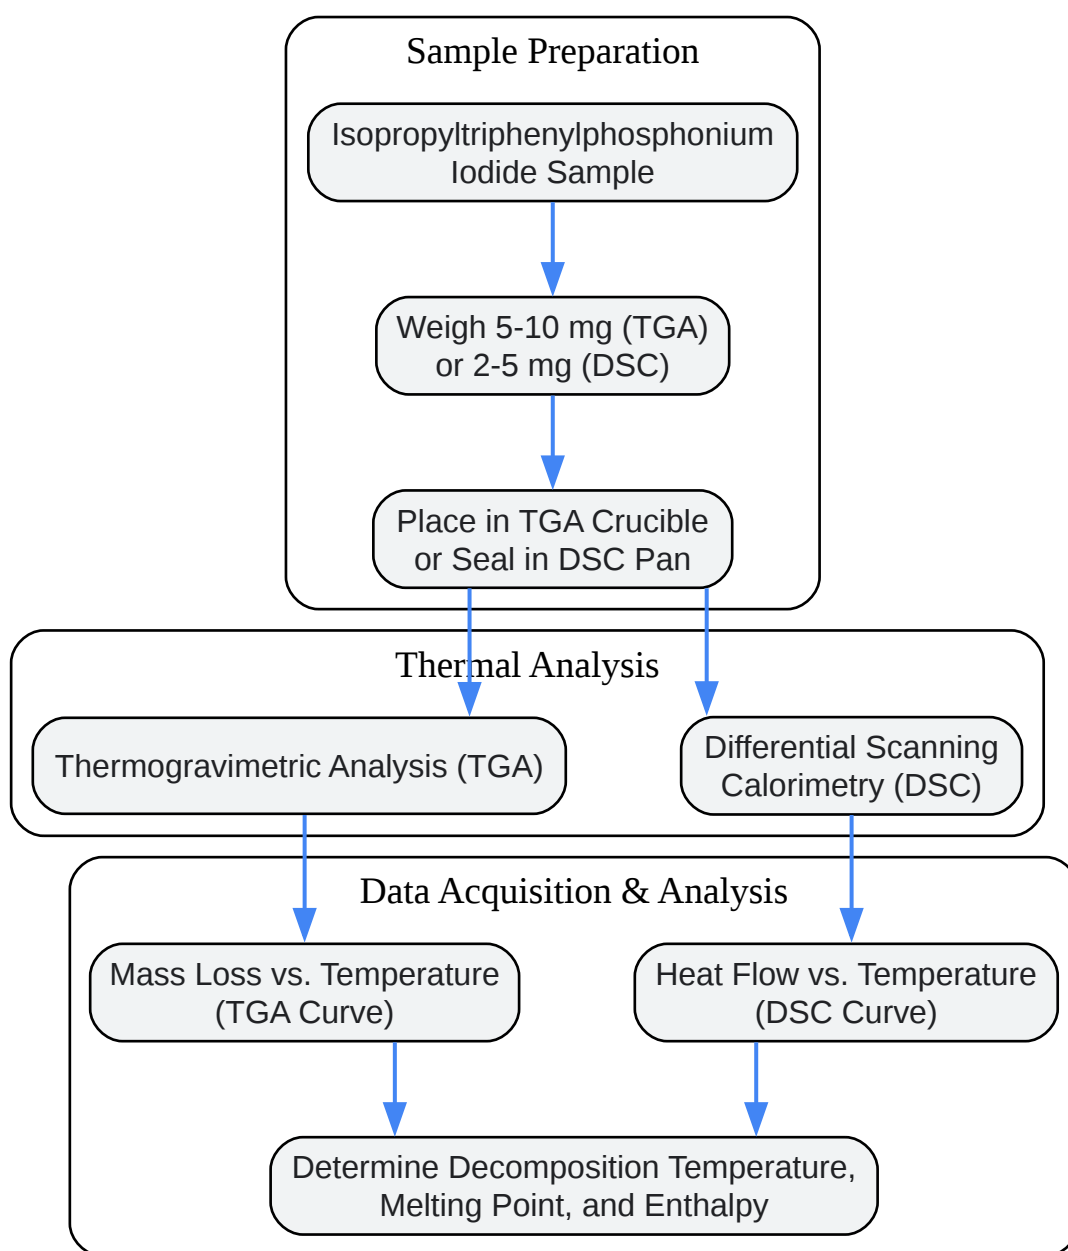 Sample Preparation
Isopropyltriphenylphosphonium
Iodide Sample
Weigh 5-10 mg (TGA)
or 2-5 mg (DSC)
Place in TGA Crucible
or Seal in DSC Pan
Thermal Analysis
Thermogravimetric Analysis (TGA)
Differential Scanning
Calorimetry (DSC)
Data Acquisition & Analysis
Mass Loss vs. Temperature
(TGA Curve)
Heat Flow vs. Temperature
(DSC Curve)
Determine Decomposition Temperature,
Melting Point, and Enthalpy